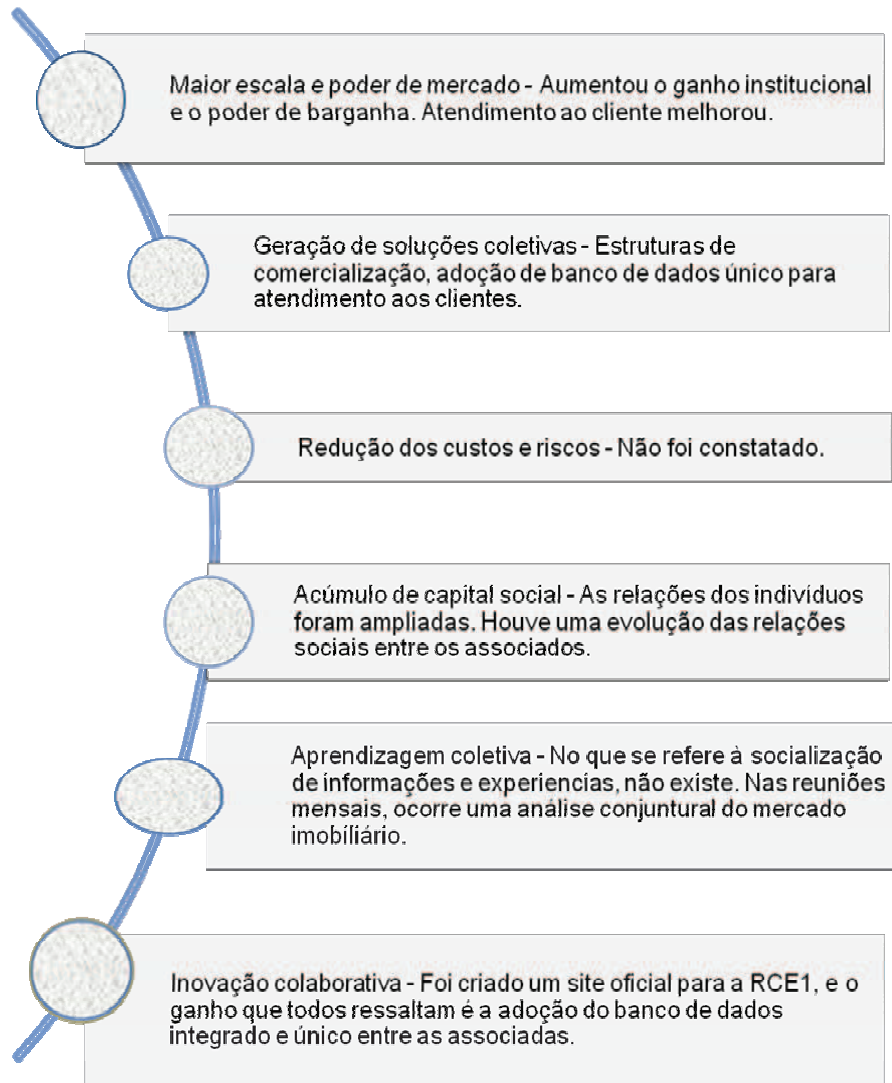 Maior escala e poder de mercado - Aumentou o ganho institucional
e o poder de barganha. Atendimento ao cliente melhorou.
Geração de soluções coletivas - Estruturas de
comercialização, adoção de banco de dados único para
atendimento aos clientes.
Redução dos custos e riscos - Não foi constatado.
Acúmulo de capital social - As relações dos indivíduos
foram ampliadas. Houve uma evolução das relações
sociais entre os associados.
Aprendizagem coletiva - No que se refere à socialização
de informações e experiencias, não existe. Nas reuniões
mensais, ocorre uma análise conjuntural do mercado
imobiliário.
Inovação colaborativa - Foi criado um site oficial para a RCE1, e o
ganho que todos ressaltam é a adoção do banco de dados
integrado e único entre as associadas.